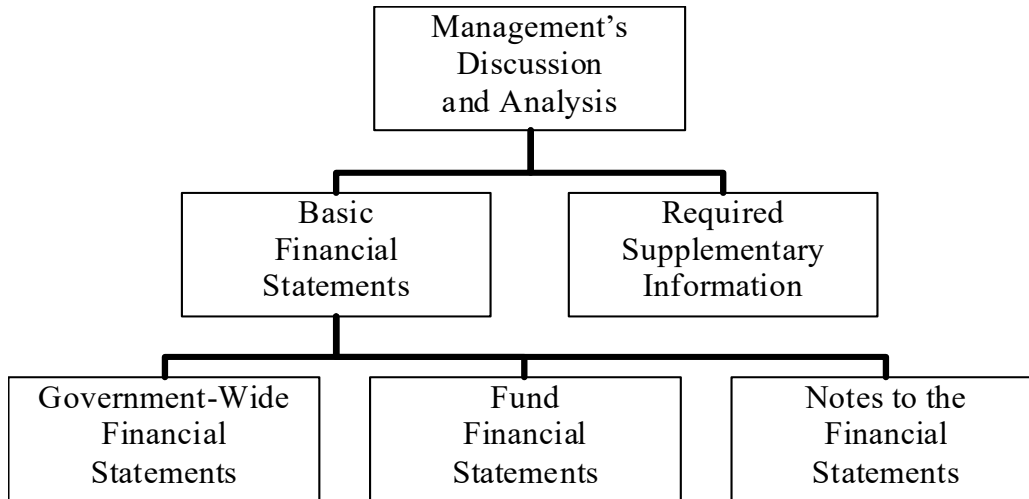 Management’s
Discussion
and Analysis
Basic
Financial
Statements
Required
Supplementary
Information
Government-Wide
Financial
Statements
Fund
Financial
Statements
Notes to the
Financial
Statements